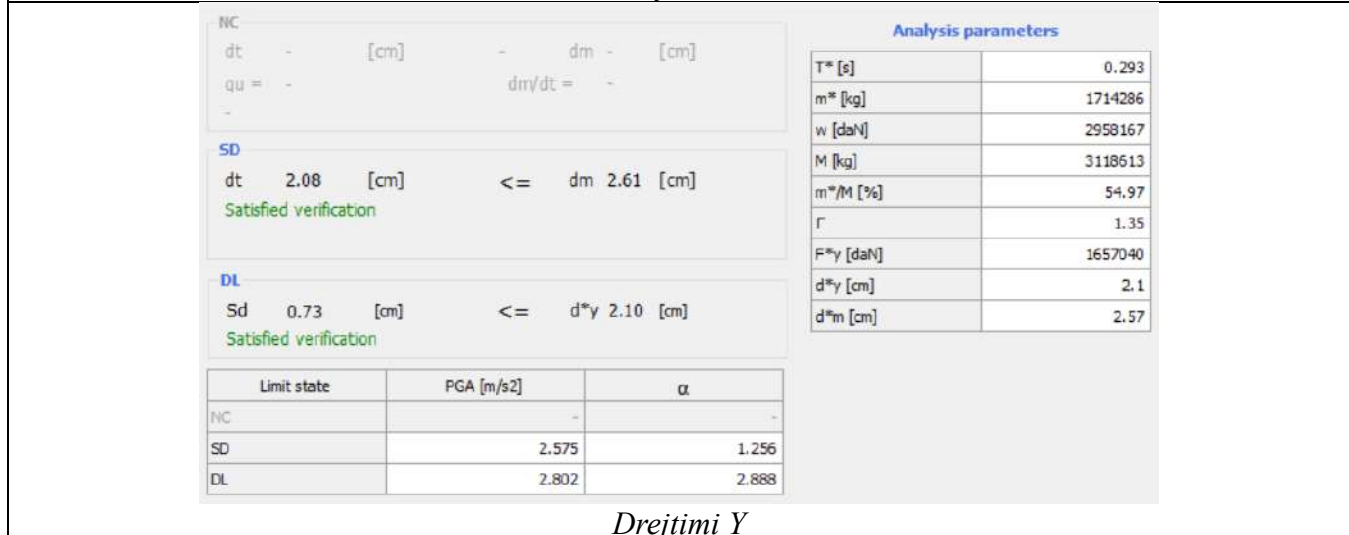 NC
dt - [cm] - dm - [cm]
qu = - dm/dt = -
-
SD
dt 2.08 [cm] <= dm 2.61 [cm]
Satisfied verification
DL
Sd 0.73 [cm] <= d*y 2.10 [cm]
Satisfied verification
Limit state PGA [m/s2] α
NC - -
SD 2.575 1.256
DL 2.802 2.888
Analysis parameters
T* [s] 0.293
m* [kg] 1714286
w [daN] 2958167
M [kg] 3118613
m*/M [%] 54.97
Γ 1.35
F*y [daN] 1657040
d*y [cm] 2.1
d*m [cm] 2.57
Drejtimi Y